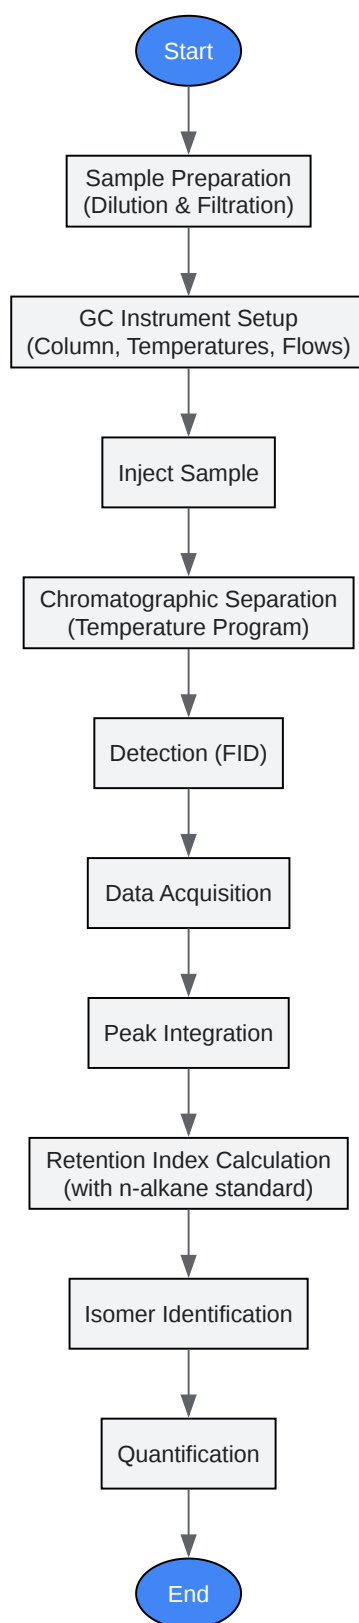 Start
Sample Preparation
(Dilution & Filtration)
GC Instrument Setup
(Column, Temperatures, Flows)
Inject Sample
Chromatographic Separation
(Temperature Program)
Detection (FID)
Data Acquisition
Peak Integration
Retention Index Calculation
(with n-alkane standard)
Isomer Identification
Quantification
End